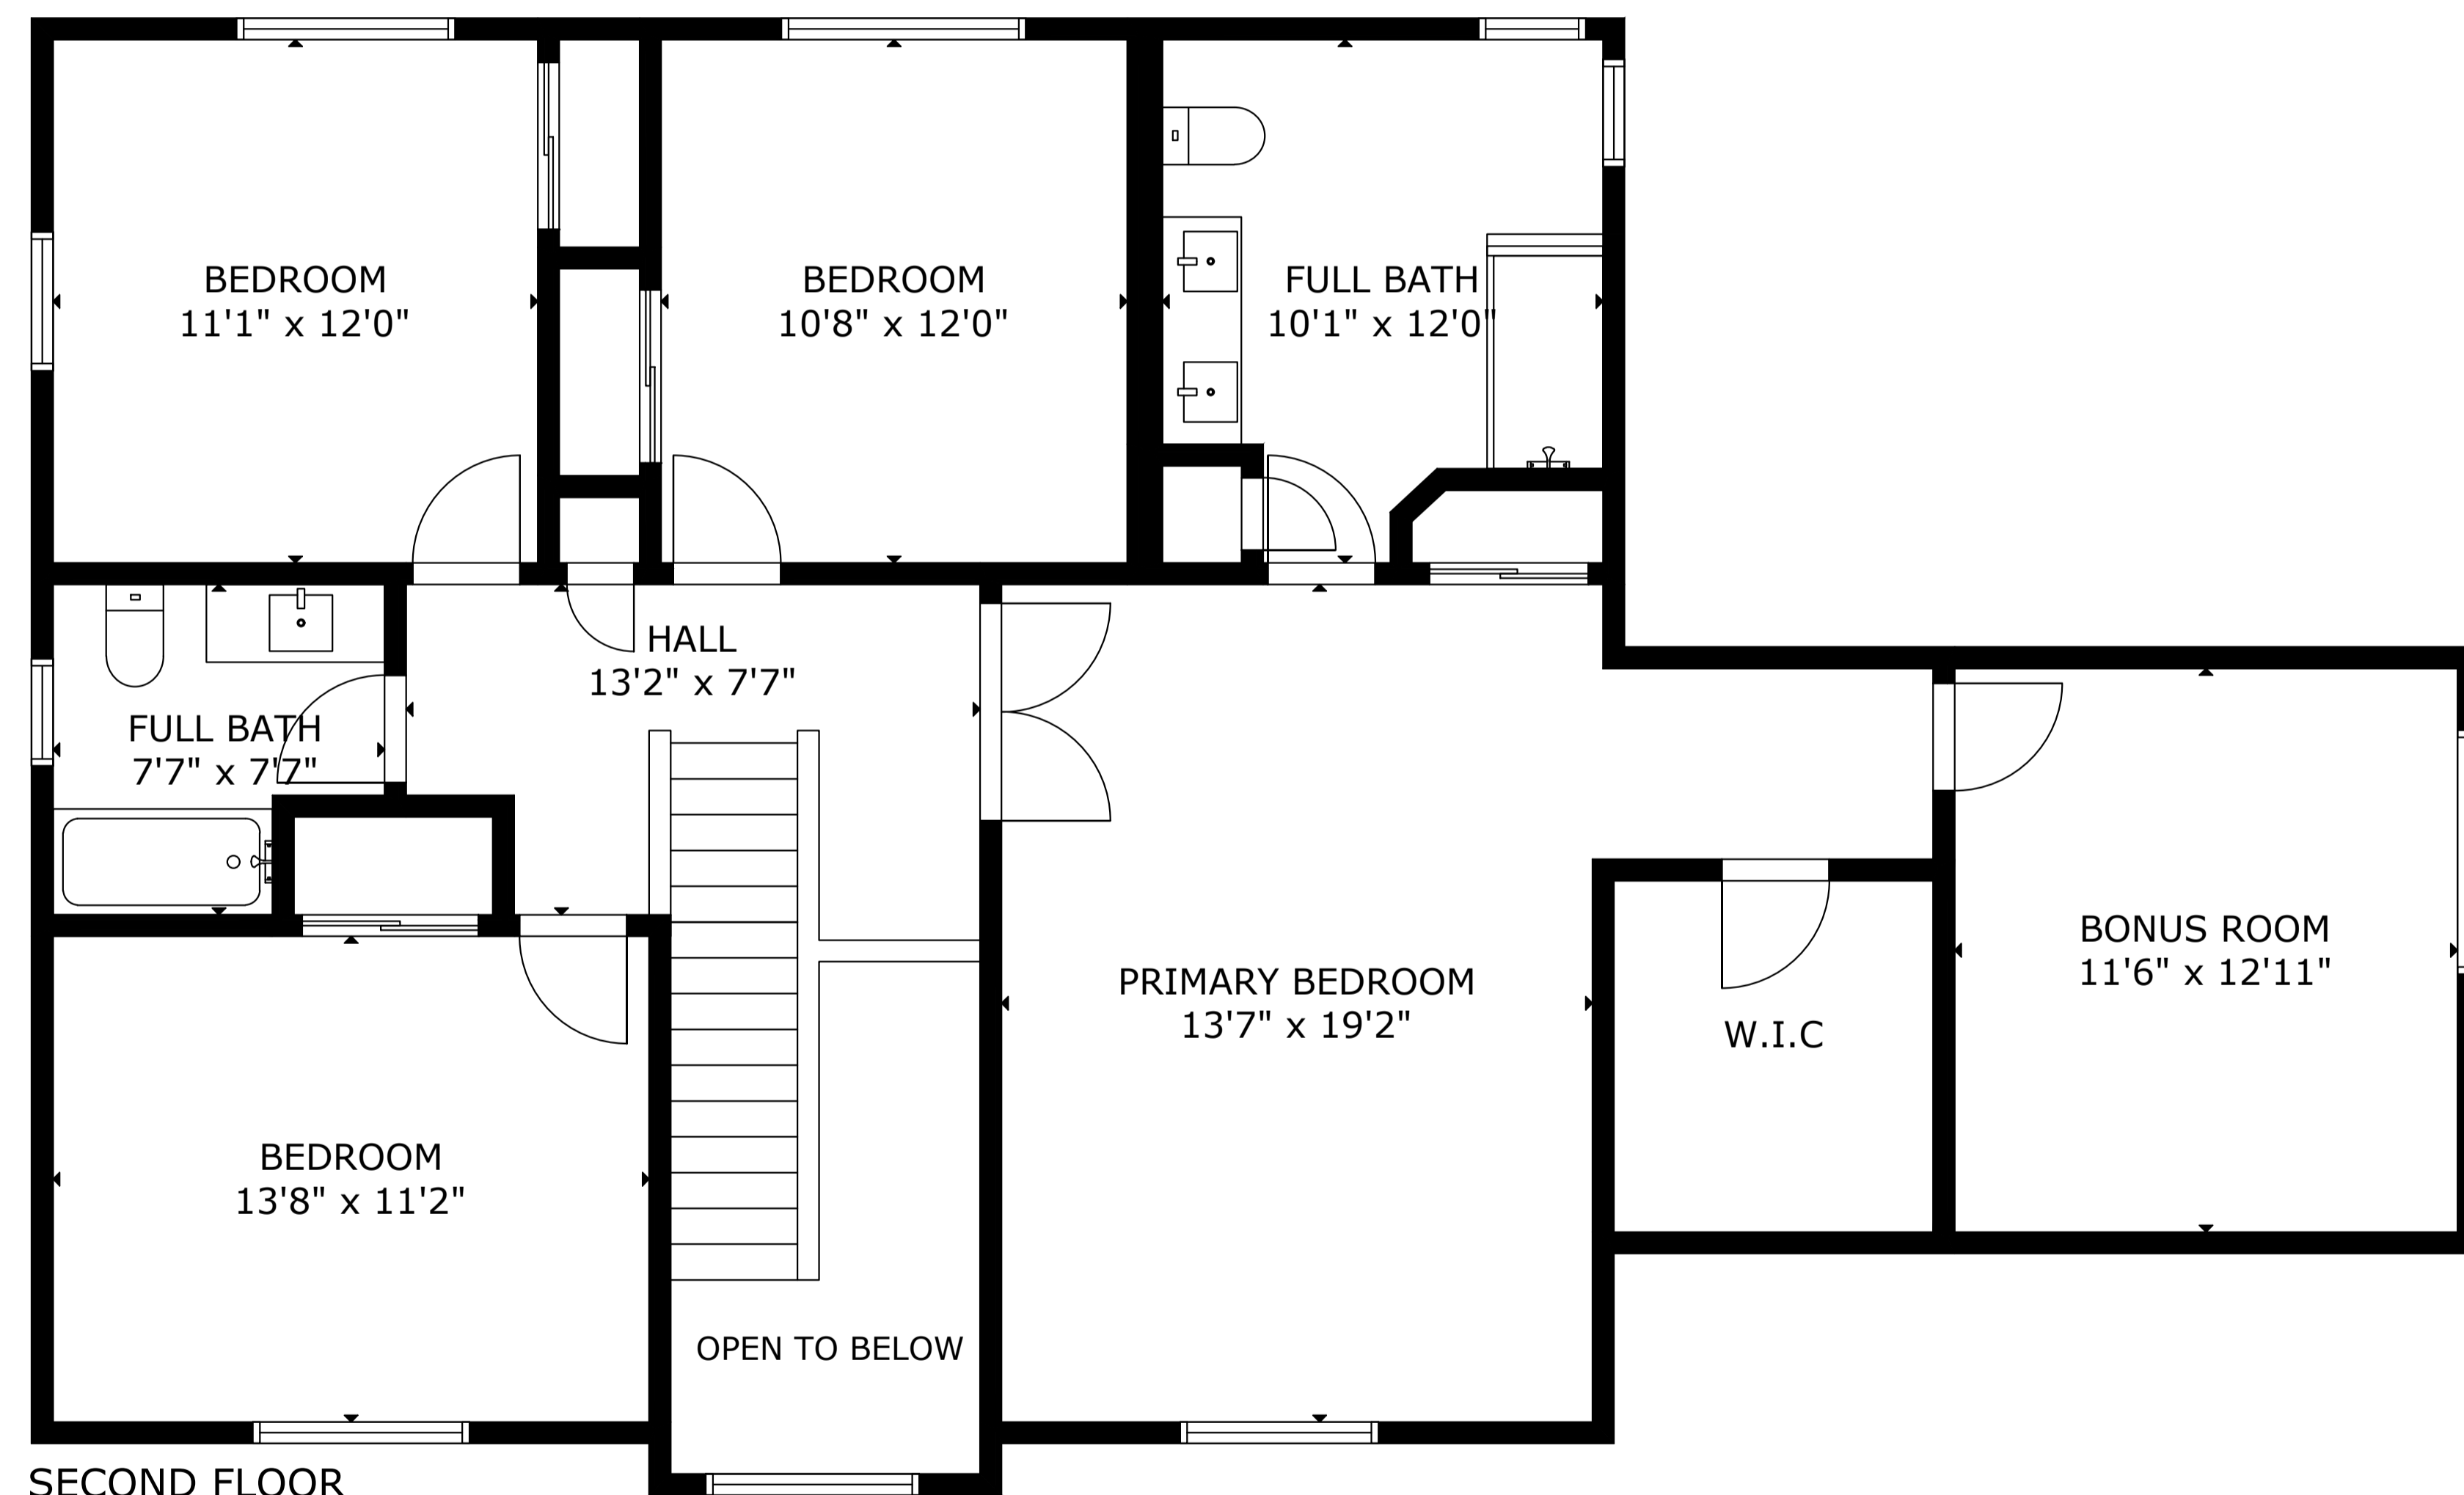 BEDROOM
11'1" x 12'0"
BEDROOM
10'8" x 12'0"
FULL BATH
10'1" x 12'0"
HALL
13'2" x 7'7"
FULL BATH
7'7" x 7'7"
BONUS ROOM
11'6" x 12'11"
PRIMARY BEDROOM
13'7" x 19'2"
W.I.C
BEDROOM
13'8" x 11'2"
OPEN TO BELOW
SECOND FLOOR